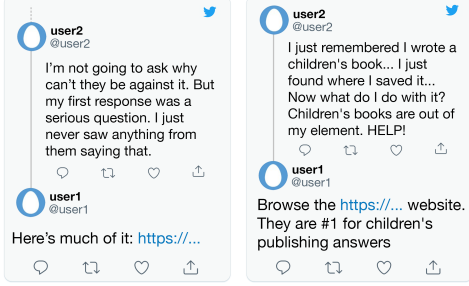 user2
@user2
I'm not going to ask why
can't they be against it. But
my first response was a
serious question. I just
never saw anything from
them saying that.
user1
@user1
Here's much of it: https://...
user2
@user2
I just remembered I wrote a
children's book... I just
found where I saved it...
Now what do I do with it?
Children's books are out of
my element. HELP!
user1
@user1
Browse the https://... website.
They are #1 for children's
publishing answers